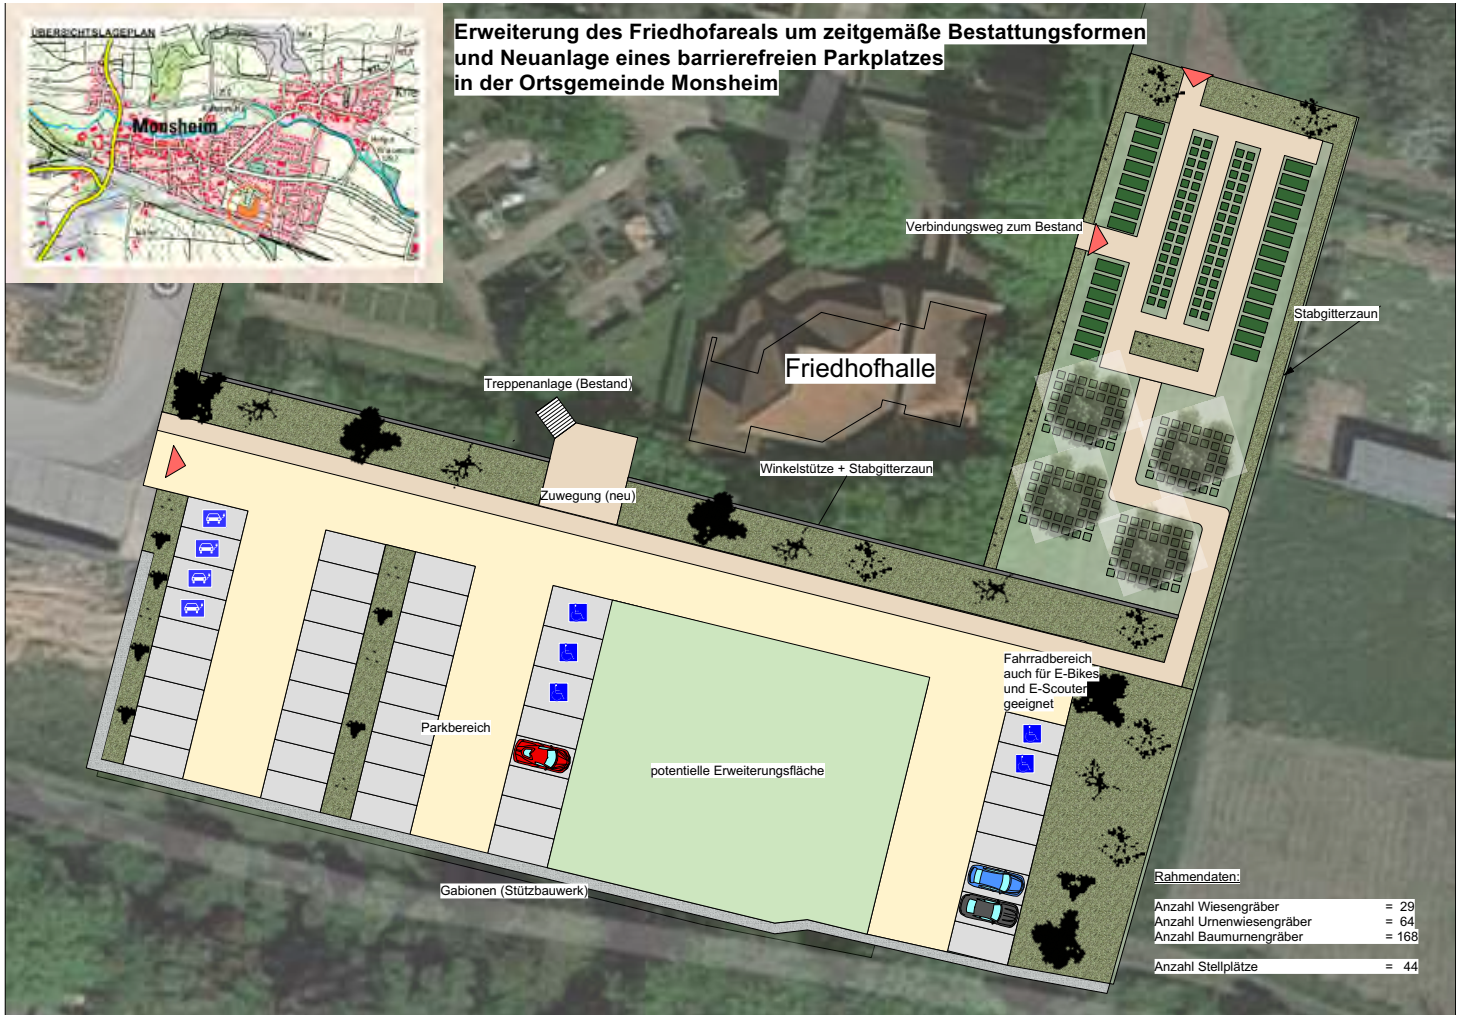 Erweiterung des Friedhofareals um zeitgemäße Bestattungsformen
und Neuanlage eines barrierefreien Parkplatzes
in der Ortsgemeinde Monsheim
ÜBERSICHTSLAGEPLAN
Monsheim
Verbindungsweg zum Bestand
Stabgitterzaun
Friedhofhalle
Treppenanlage (Bestand)
Winkelstütze + Stabgitterzaun
Zuwegung (neu)
Fahrradbereich
auch für E-Bikes
und E-Scouter
geeignet
Parkbereich
potentielle Erweiterungsfläche
Gabionen (Stützbauwerk)
Rahmendaten:
Anzahl Wiesengräber = 29
Anzahl Urnenwiesengräber = 64
Anzahl Baumurnengräber = 168
Anzahl Stellplätze = 44